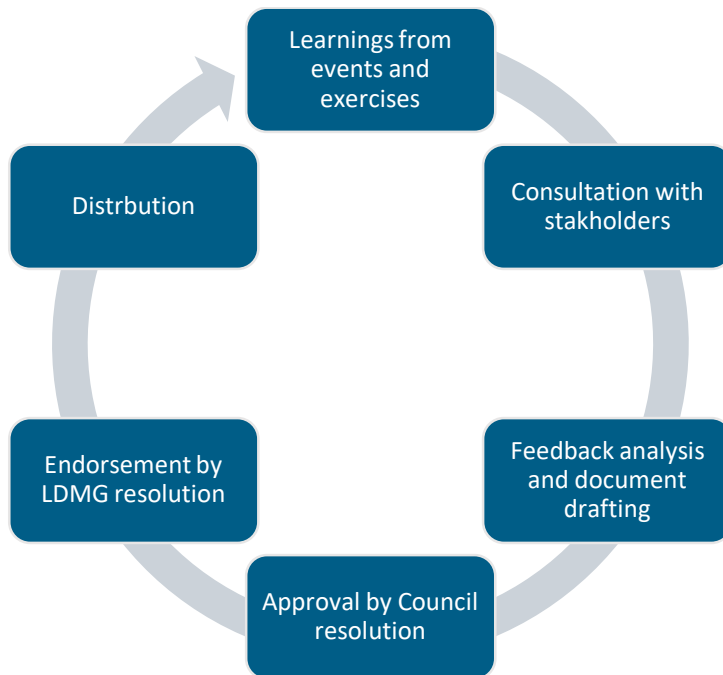 Learnings from
events and
exercises
Consultation with
stakholders
Feedback analysis
and document
drafting
Approval by Council
resolution
Endorsement by
LDMG resolution
Distrbution